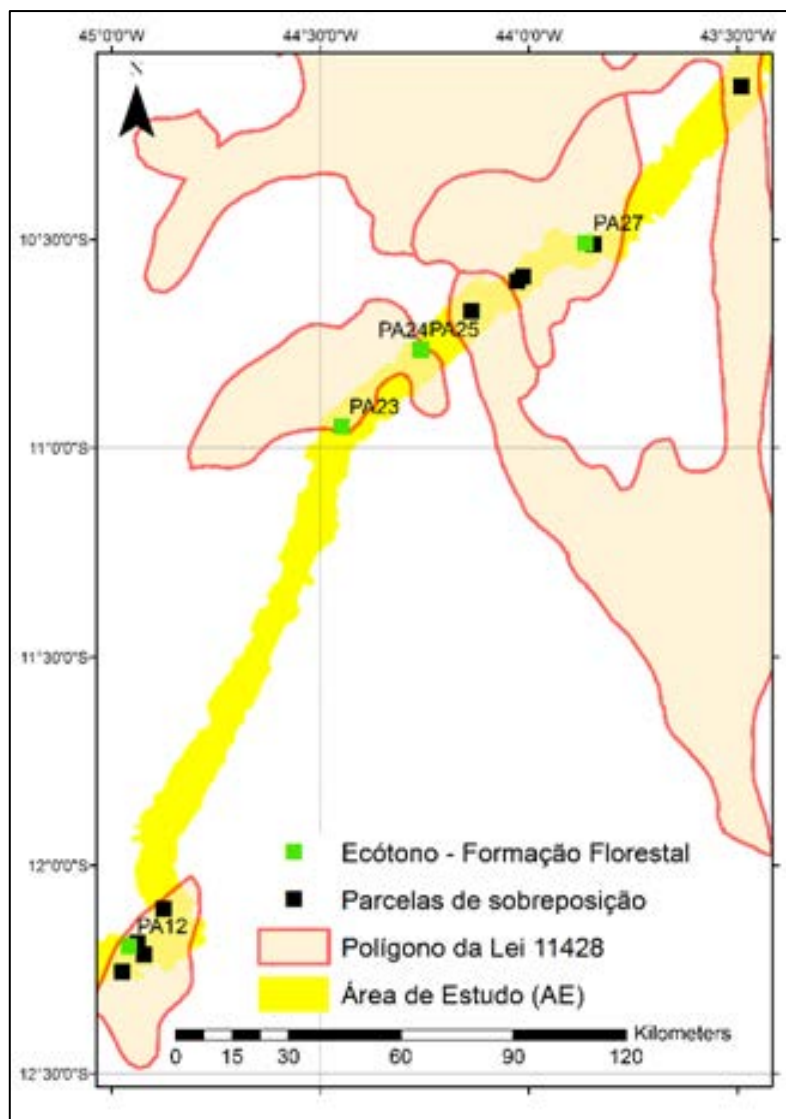 45°0'0"W 44°30'0"W 44°0'0"W 43°30'0"W
10°30'0"S
PA27
PA24PA25
PA23
11°0'0"S
11°30'0"S
12°0'0"S
PA12
12°30'0"S
Ecótono - Formação Florestal
Parcelas de sobreposição
Polígono da Lei 11428
Área de Estudo (AE)
Kilometers
0 15 30 60 90 120